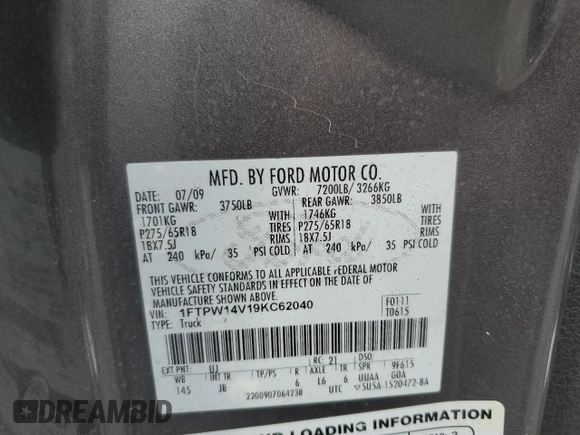 MFD. BY FORD MOTOR CO.
DATE: 07/09 GVWR: 7200LB/ 3266KG
FRONT GAWR: 3750LB REAR GAWR: 3850LB
1701KG 1746KG
P275/65R18 TIRES P275/65R18 TIRES
18X7.5J RIMS 18X7.5J RIMS
AT 240 kPa/ 35 PSI COLD AT 240 kPa/ 35 PSI COLD
THIS VEHICLE CONFORMS TO ALL APPLICABLE FEDERAL MOTOR
VEHICLE SAFETY STANDARDS IN EFFECT ON THE DATE OF
MANUFACTURE SHOWN ABOVE.
VIN: 1FTPW14V19KC62040 F0111
TYPE: Truck T0615
EXT PNT: UJ RC: 21 DSO:
WB INT TR TP/PS R AXLE TR SPR 9F615
145 JB 6 L6 6 UUAA GOA
2200907064238 UTC ▽5U5A-1520472-8A
LOADING INFORMATION
DREAMBID